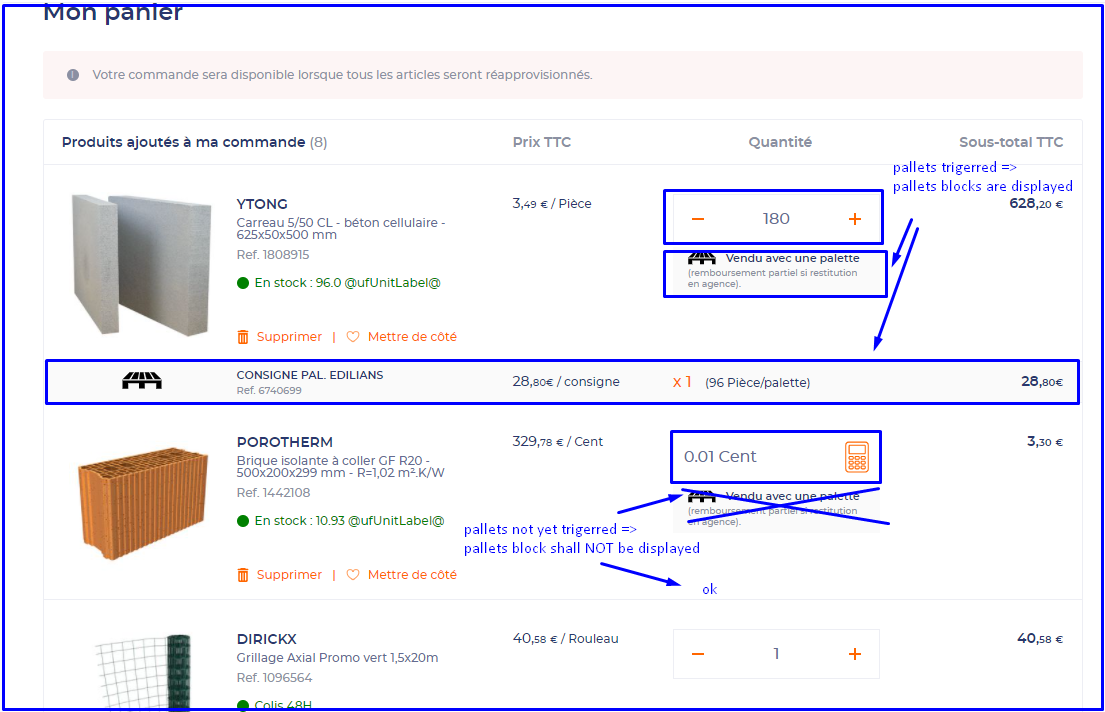 Mon panier
Votre commande sera disponible lorsque tous les articles seront réapprovisionnés.
Produits ajoutés à ma commande (8)
Prix TTC
Quantité
Sous-total TTC
pallets trigerred =>
pallets blocks are displayed
YTONG
Carreau 5/50 CL - béton cellulaire -
625x50x500 mm
Ref. 1808915
En stock : 96.0 @ufUnitLabel@
Supprimer | Mettre de côté
3,49 € / Pièce
− 180 +
Vendu avec une palette
(remboursement partiel si restitution
en agence).
628,20 €
CONSIGNE PAL. EDILIANS
Ref. 6740699
28,80€ / consigne
x 1 (96 Pièce/palette)
28,80€
POROTHERM
Brique isolante à coller GF R20 -
500x200x299 mm - R=1,02 m².K/W
Ref. 1442108
En stock : 10.93 @ufUnitLabel@
Supprimer | Mettre de côté
329,78 € / Cent
0.01 Cent
Vendu avec une palette
(remboursement partiel si restitution
en agence).
3,30 €
pallets not yet trigerred =>
pallets block shall NOT be displayed
ok
DIRICKX
Grillage Axial Promo vert 1,5x20m
Ref. 1096564
Colis 48H
40,58 € / Rouleau
− 1 +
40,58 €